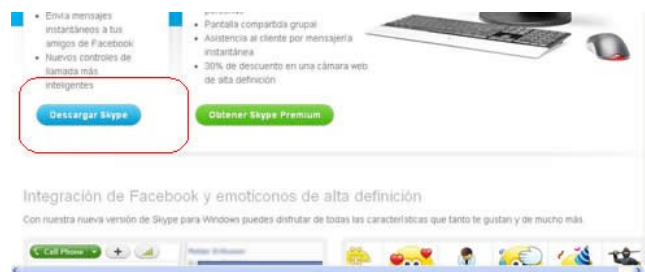 Envía mensajes
instantáneos a tus
amigos de Facebook
Nuevos controles de
llamada más
inteligentes
Descargar Skype
Pantalla compartida grupal
Asistencia al cliente por mensajería
instantánea
30% de descuento en una cámara web
de alta definición
Obtener Skype Premium
Integración de Facebook y emoticonos de alta definición
Con nuestra nueva versión de Skype para Windows puedes disfrutar de todas las características que tanto te gustan y de mucho más.
Call Phone